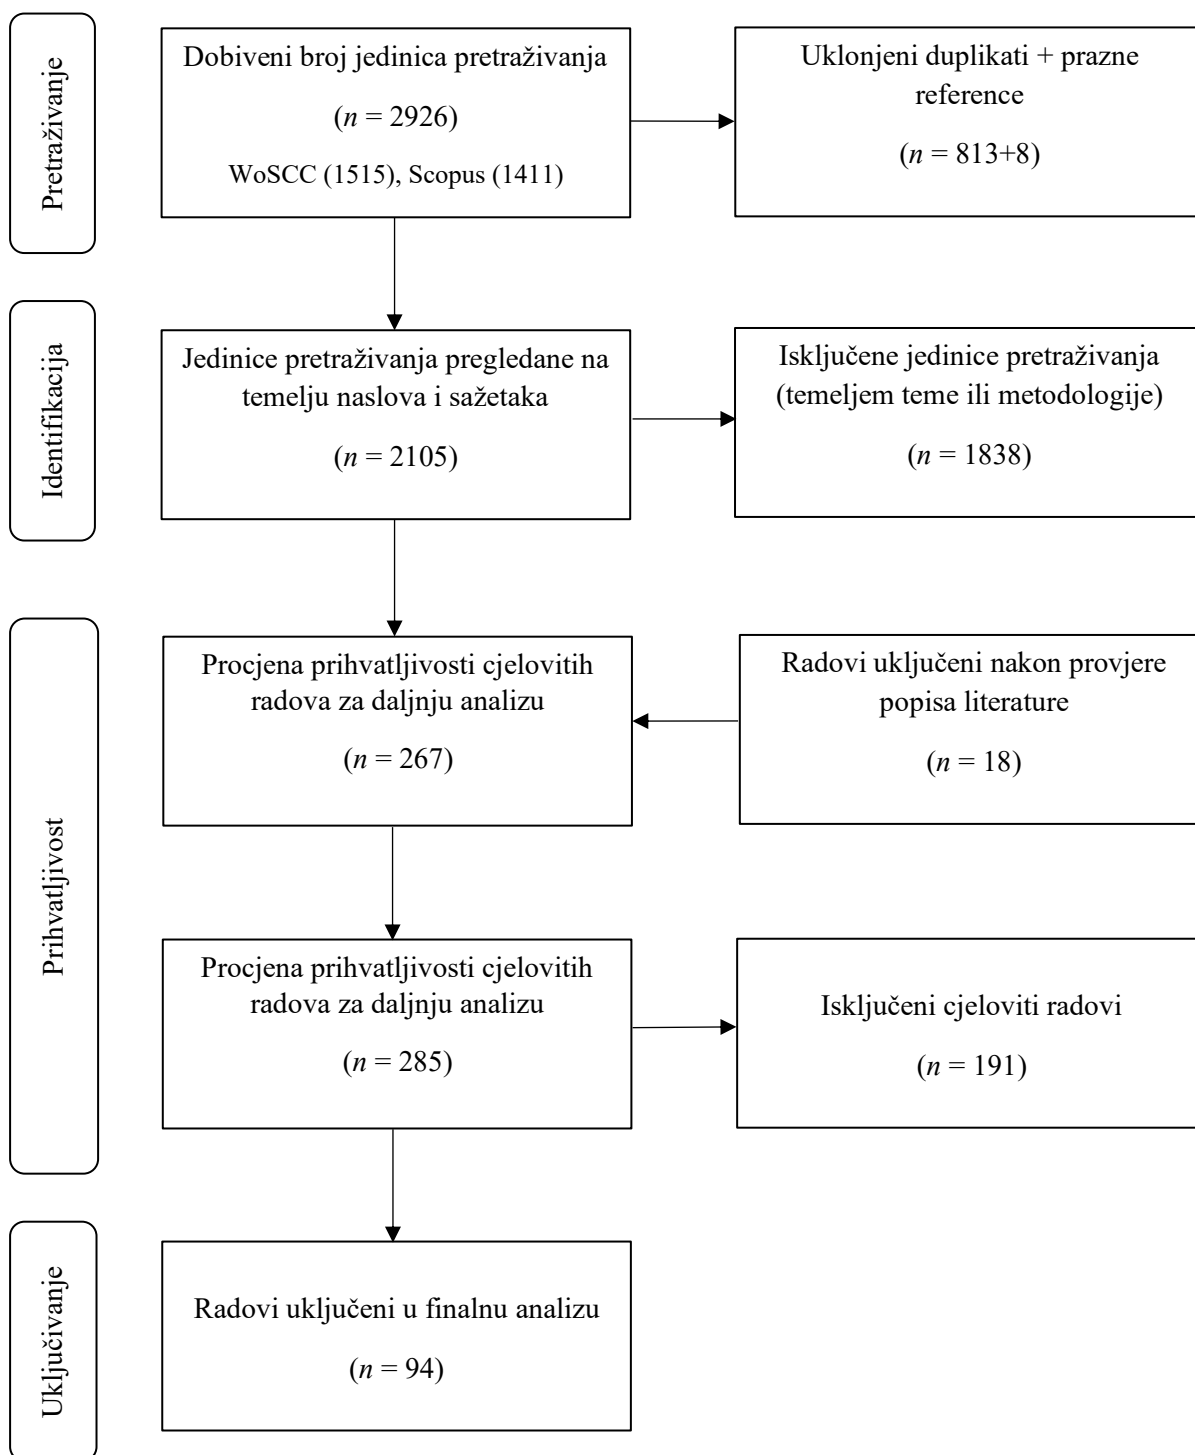 Pretraživanje
Dobiveni broj jedinica pretraživanja
(n = 2926)
WoSCC (1515), Scopus (1411)
Uklonjeni duplikati + prazne
reference
(n = 813+8)
Identifikacija
Jedinice pretraživanja pregledane na
temelju naslova i sažetaka
(n = 2105)
Isključene jedinice pretraživanja
(temeljem teme ili metodologije)
(n = 1838)
Prihvatljivost
Procjena prihvatljivosti cjelovitih
radova za daljnju analizu
(n = 267)
Radovi uključeni nakon provjere
popisa literature
(n = 18)
Procjena prihvatljivosti cjelovitih
radova za daljnju analizu
(n = 285)
Isključeni cjeloviti radovi
(n = 191)
Uključivanje
Radovi uključeni u finalnu analizu
(n = 94)